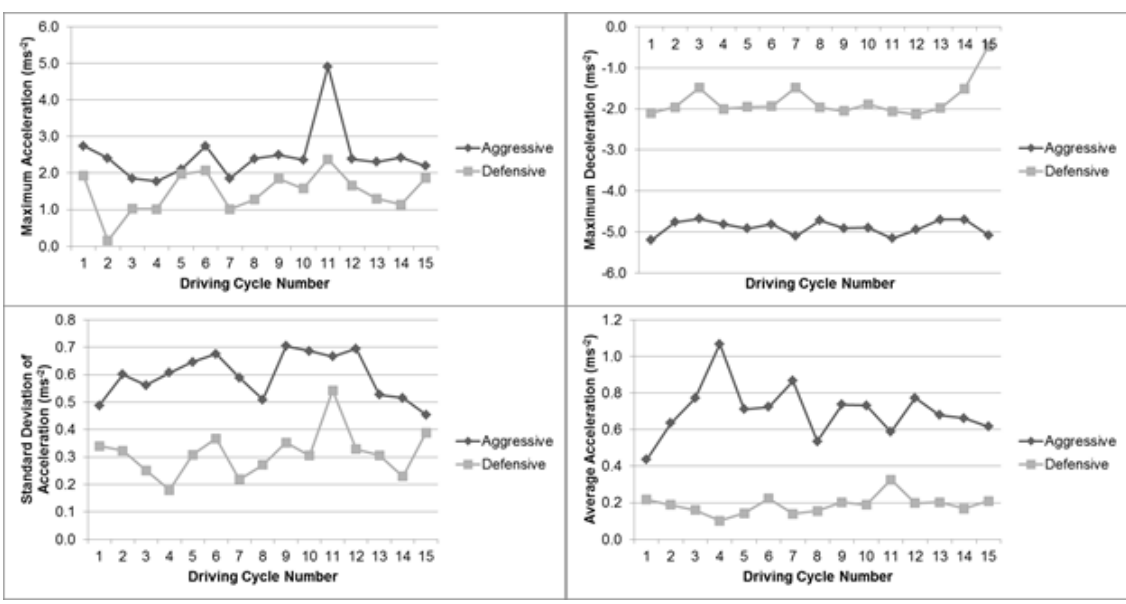 6.0
5.0
4.0
3.0
2.0
1.0
0.0
Maximum Acceleration (ms⁻²)
1 2 3 4 5 6 7 8 9 10 11 12 13 14 15
Driving Cycle Number
Aggressive
Defensive
0.0
-1.0
-2.0
-3.0
-4.0
-5.0
-6.0
Maximum Deceleration (ms⁻²)
1 2 3 4 5 6 7 8 9 10 11 12 13 14 15
Driving Cycle Number
Aggressive
Defensive
0.8
0.7
0.6
0.5
0.4
0.3
0.2
0.1
0.0
Standard Deviation of
Acceleration (ms⁻²)
1 2 3 4 5 6 7 8 9 10 11 12 13 14 15
Driving Cycle Number
Aggressive
Defensive
1.2
1.0
0.8
0.6
0.4
0.2
0.0
Average Acceleration (ms⁻²)
1 2 3 4 5 6 7 8 9 10 11 12 13 14 15
Driving Cycle Number
Aggressive
Defensive